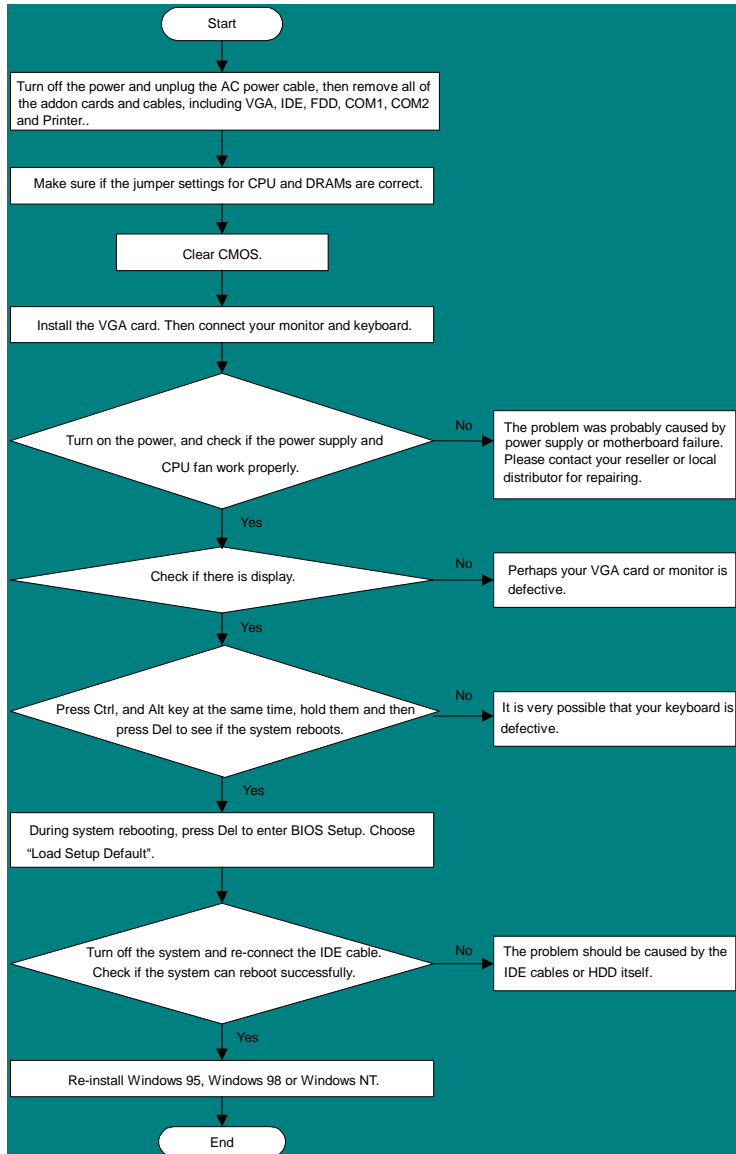 Start
Turn off the power and unplug the AC power cable, then remove all of
the addon cards and cables, including VGA, IDE, FDD, COM1, COM2
and Printer..
Make sure if the jumper settings for CPU and DRAMs are correct.
Clear CMOS.
Install the VGA card. Then connect your monitor and keyboard.
Turn on the power, and check if the power supply and
CPU fan work properly.
No
The problem was probably caused by
power supply or motherboard failure.
Please contact your reseller or local
distributor for repairing.
Yes
Check if there is display.
No
Perhaps your VGA card or monitor is
defective.
Yes
Press Ctrl, and Alt key at the same time, hold them and then
press Del to see if the system reboots.
No
It is very possible that your keyboard is
defective.
Yes
During system rebooting, press Del to enter BIOS Setup. Choose
“Load Setup Default”.
Turn off the system and re-connect the IDE cable.
Check if the system can reboot successfully.
No
The problem should be caused by the
IDE cables or HDD itself.
Yes
Re-install Windows 95, Windows 98 or Windows NT.
End